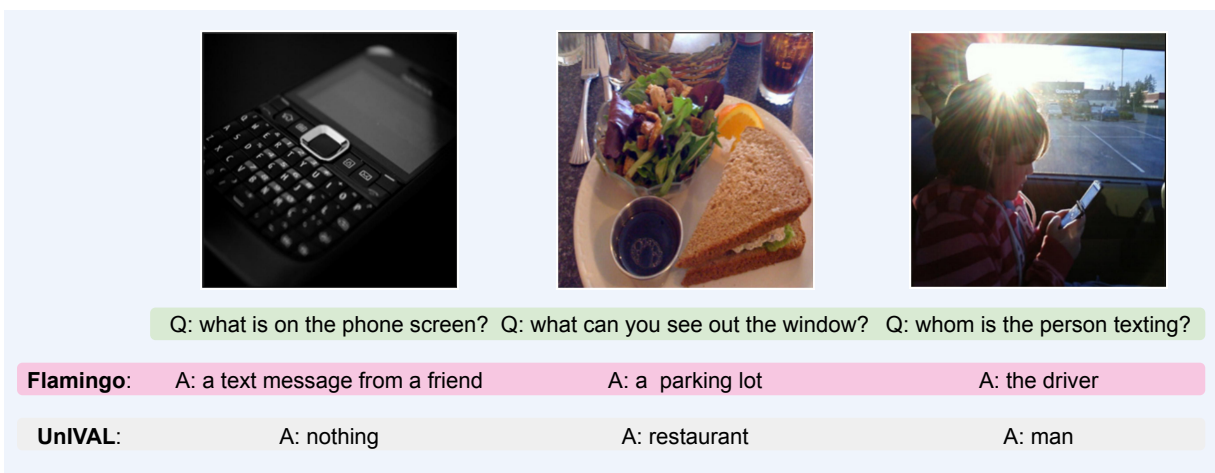 Q: what is on the phone screen? Q: what can you see out the window? Q: whom is the person texting?
Flamingo: A: a text message from a friend A: a parking lot A: the driver
UnIVAL: A: nothing A: restaurant A: man